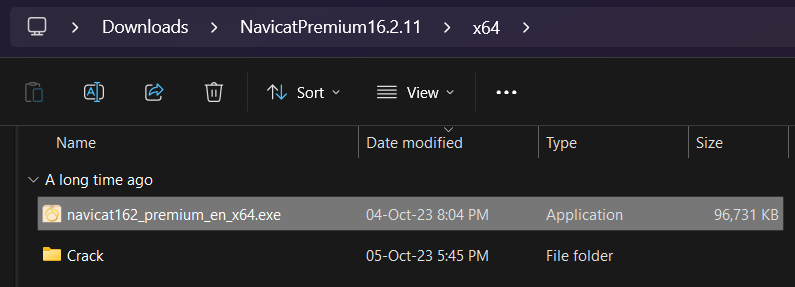 Downloads > NavicatPremium16.2.11 > x64 >
Sort View ...
Name Date modified Type Size
A long time ago
navicat162_premium_en_x64.exe 04-Oct-23 8:04 PM Application 96,731 KB
Crack 05-Oct-23 5:45 PM File folder